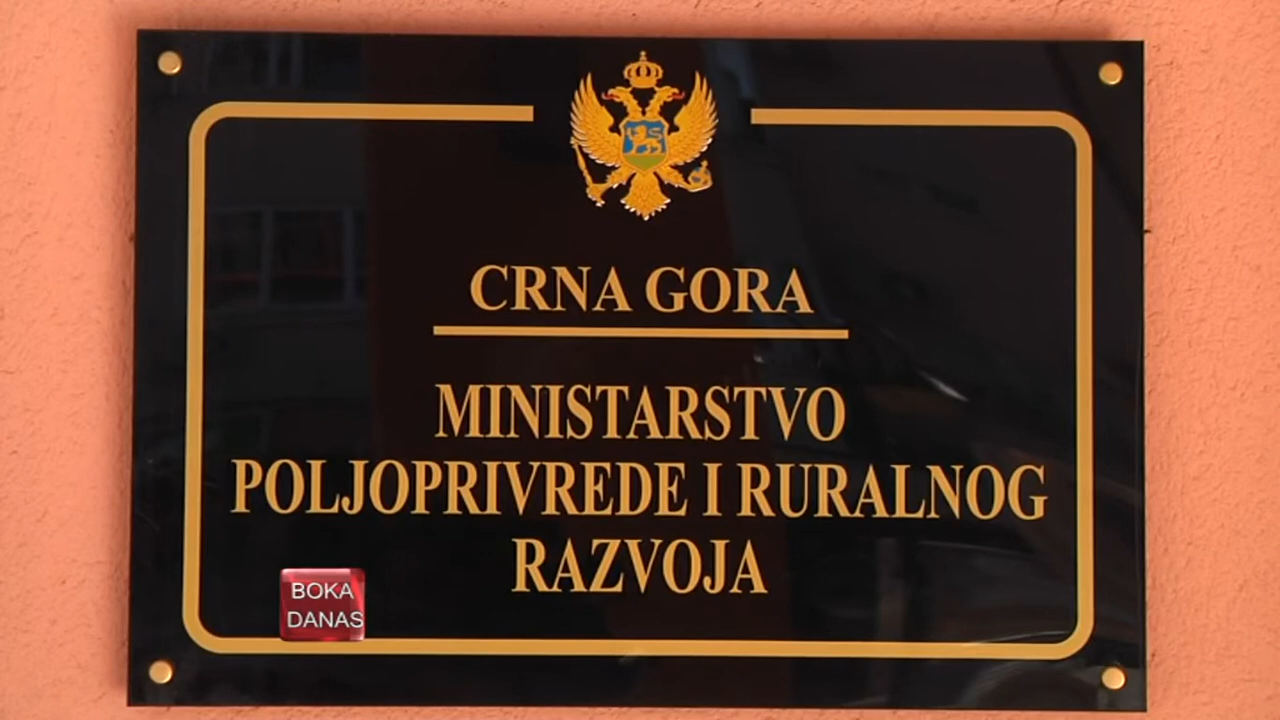 CRNA GORA
MINISTARSTVO
POLJOPRIVREDE I RURALNOG
RAZVOJA
BOKA
DANAS